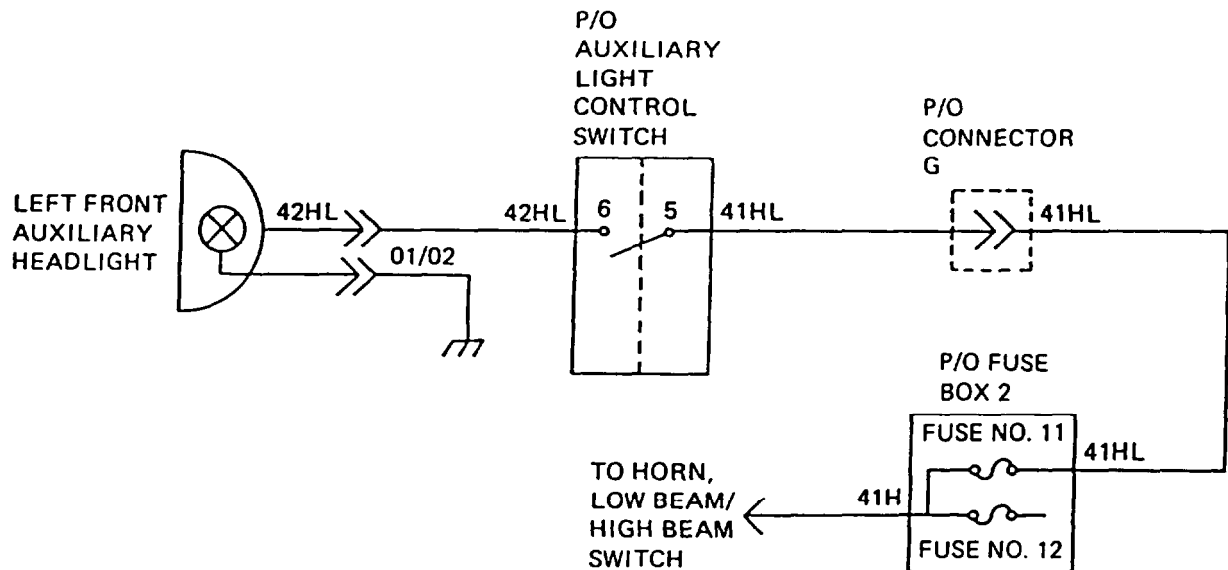 P/O
AUXILIARY
LIGHT
CONTROL
SWITCH
P/O
CONNECTOR
G
LEFT FRONT
AUXILIARY
HEADLIGHT
42HL
42HL
6
5
41HL
41HL
01/02
P/O FUSE
BOX 2
FUSE NO. 11
41HL
TO HORN,
LOW BEAM/
HIGH BEAM
SWITCH
41H
FUSE NO. 12